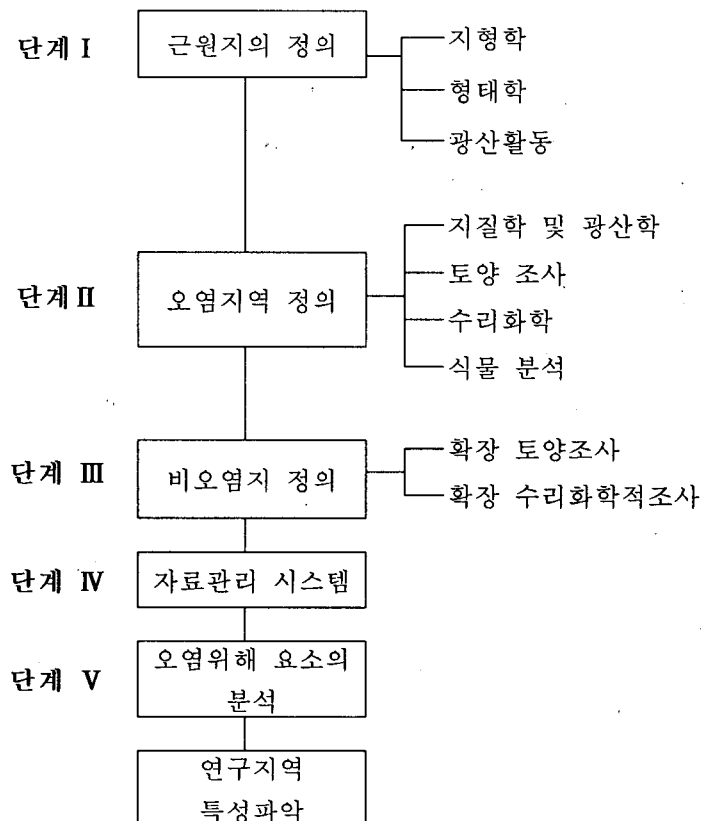 단계 I
근원지의 정의
지형학
형태학
광산활동
단계 II
오염지역 정의
지질학 및 광산학
토양 조사
수리화학
식물 분석
단계 III
비오염지 정의
확장 토양조사
확장 수리화학적조사
단계 IV
자료관리 시스템
단계 V
오염위해 요소의
분석
연구지역
특성파악